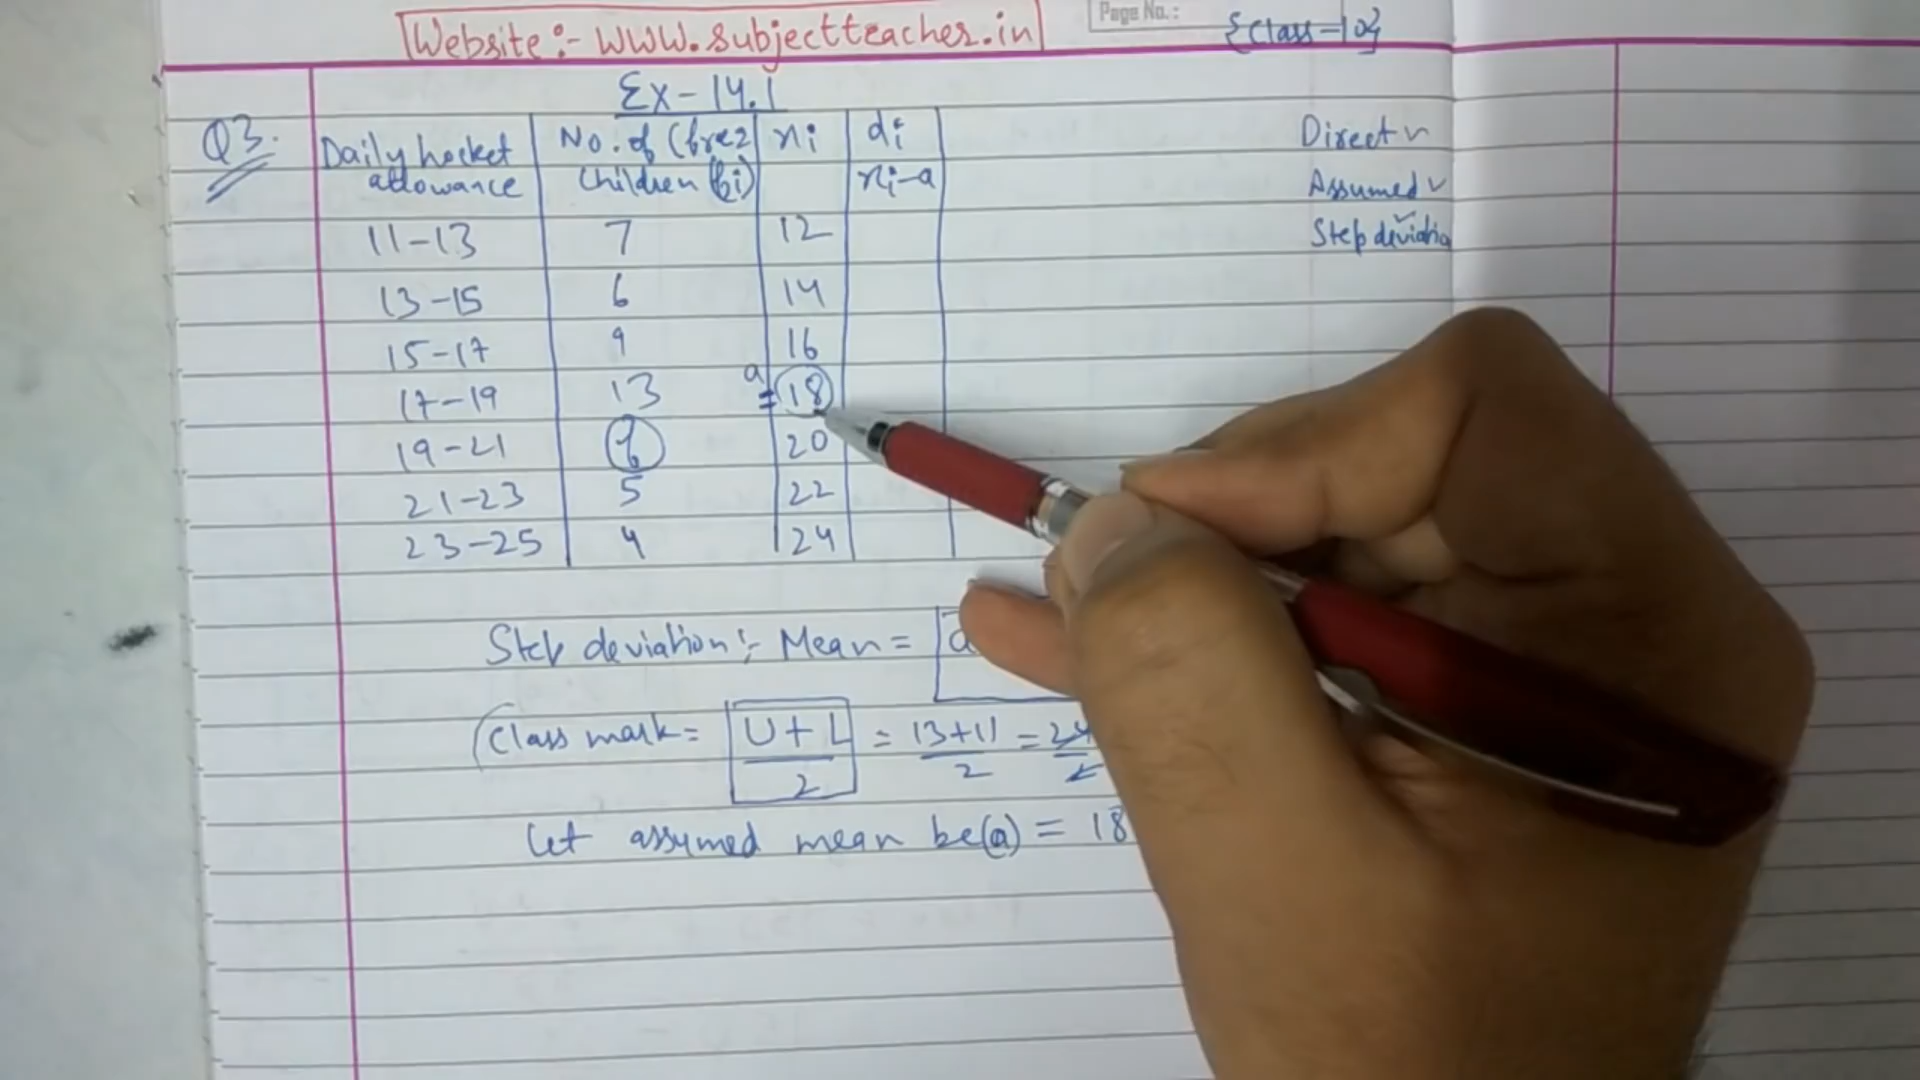 Website:- www.subjectteacher.in
Page No.:
{Class-10}
Ex-14.1
Q3.
Daily pocket allowance | No. of (freq) Children (fi) | xi | di
xi-a
11-13 7 12
13-15 6 14
15-17 9 16
17-19 13 a = 18
19-21 f 20
21-23 5 22
23-25 4 24
Direct ✓
Assumed ✓
Step deviation
Step deviation:- Mean = a
Class mark = U+L/2 = 13+11/2 = 24/2
Let assumed mean be(a) = 18